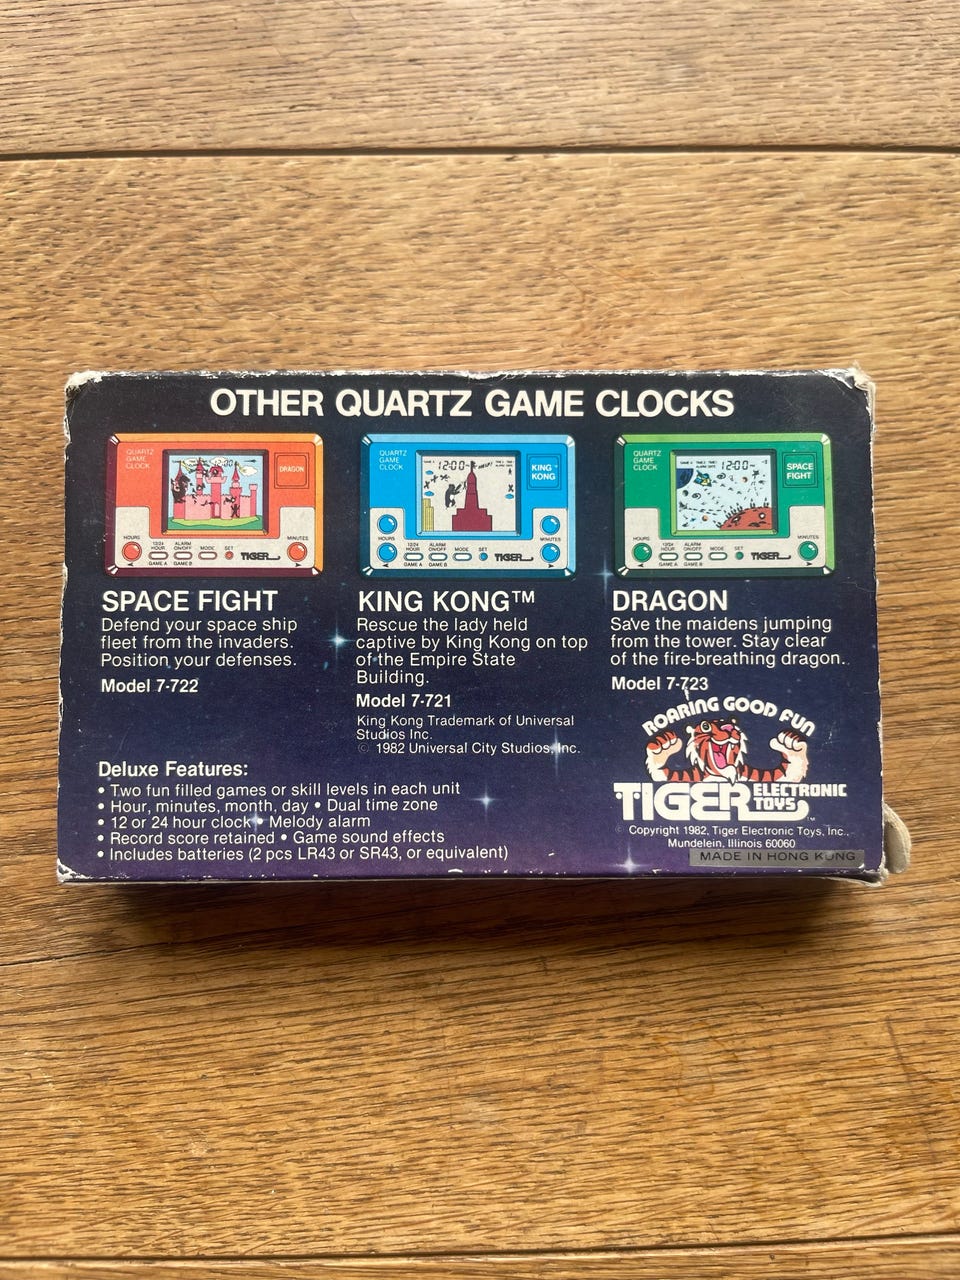 OTHER QUARTZ GAME CLOCKS
QUARTZ
GAME
CLOCK
12:00
DRAGON
HOURS
12/24
HOUR
ALARM
ON/OFF
MODE
SET
MINUTES
GAME A
GAME B
TIGER
QUARTZ
GAME
CLOCK
12:00
HELP!
KING
KONG
HOURS
12/24
HOUR
ALARM
ON/OFF
MODE
SET
MINUTES
GAME A
GAME B
TIGER
QUARTZ
GAME
CLOCK
12:00
SPACE
FIGHT
HOURS
12/24
HOUR
ALARM
ON/OFF
MODE
SET
MINUTES
GAME A
GAME B
TIGER
SPACE FIGHT
Defend your space ship
fleet from the invaders.
Position your defenses.
Model 7-722
KING KONG™
Rescue the lady held
captive by King Kong on top
of the Empire State
Building.
Model 7-721
King Kong Trademark of Universal
Studios Inc.
© 1982 Universal City Studios, Inc.
DRAGON
Save the maidens jumping
from the tower. Stay clear
of the fire-breathing dragon.
Model 7-723
Deluxe Features:
• Two fun filled games or skill levels in each unit
• Hour, minutes, month, day • Dual time zone
• 12 or 24 hour clock • Melody alarm
• Record score retained • Game sound effects
• Includes batteries (2 pcs LR43 or SR43, or equivalent)
ROARING GOOD FUN
TIGER ELECTRONIC
TOYS™
© Copyright 1982, Tiger Electronic Toys, Inc.,
Mundelein, Illinois 60060
MADE IN HONG KONG